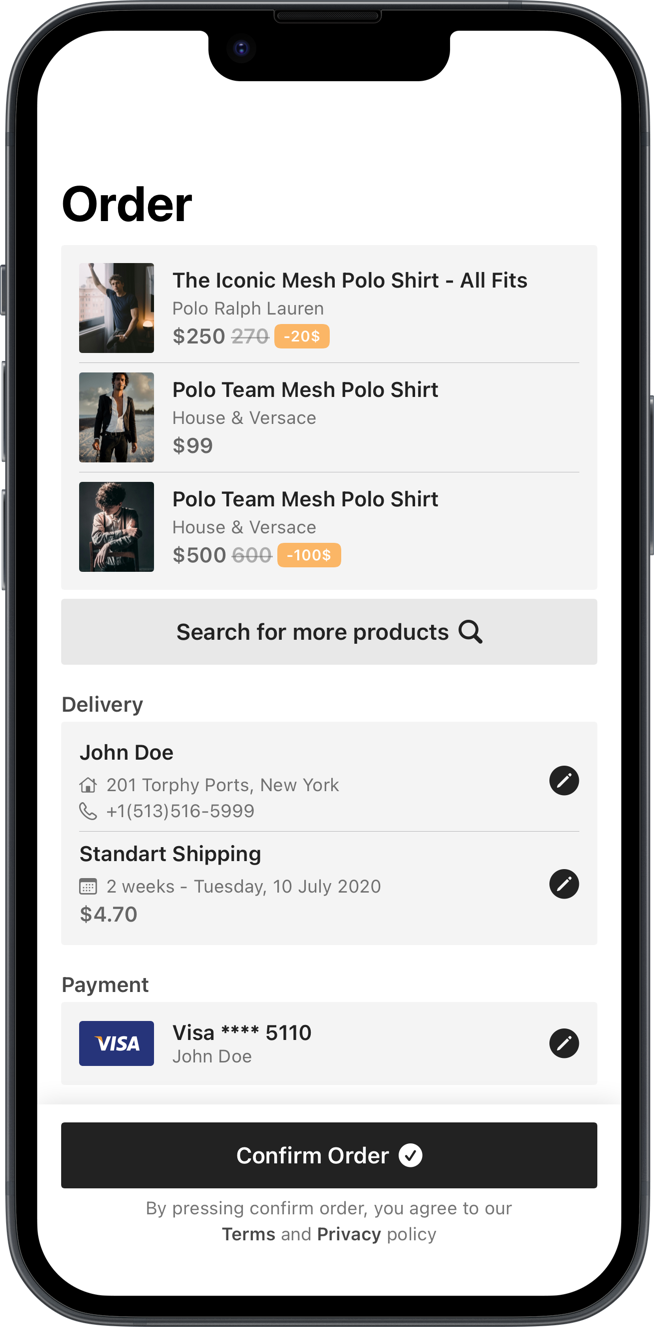 Order
The Iconic Mesh Polo Shirt - All Fits
Polo Ralph Lauren
$250 270 -20$
Polo Team Mesh Polo Shirt
House & Versace
$99
Polo Team Mesh Polo Shirt
House & Versace
$500 600 -100$
Search for more products
Delivery
John Doe
201 Torphy Ports, New York
+1(513)516-5999
Standart Shipping
2 weeks - Tuesday, 10 July 2020
$4.70
Payment
VISA
Visa **** 5110
John Doe
Confirm Order
By pressing confirm order, you agree to our
Terms and Privacy policy